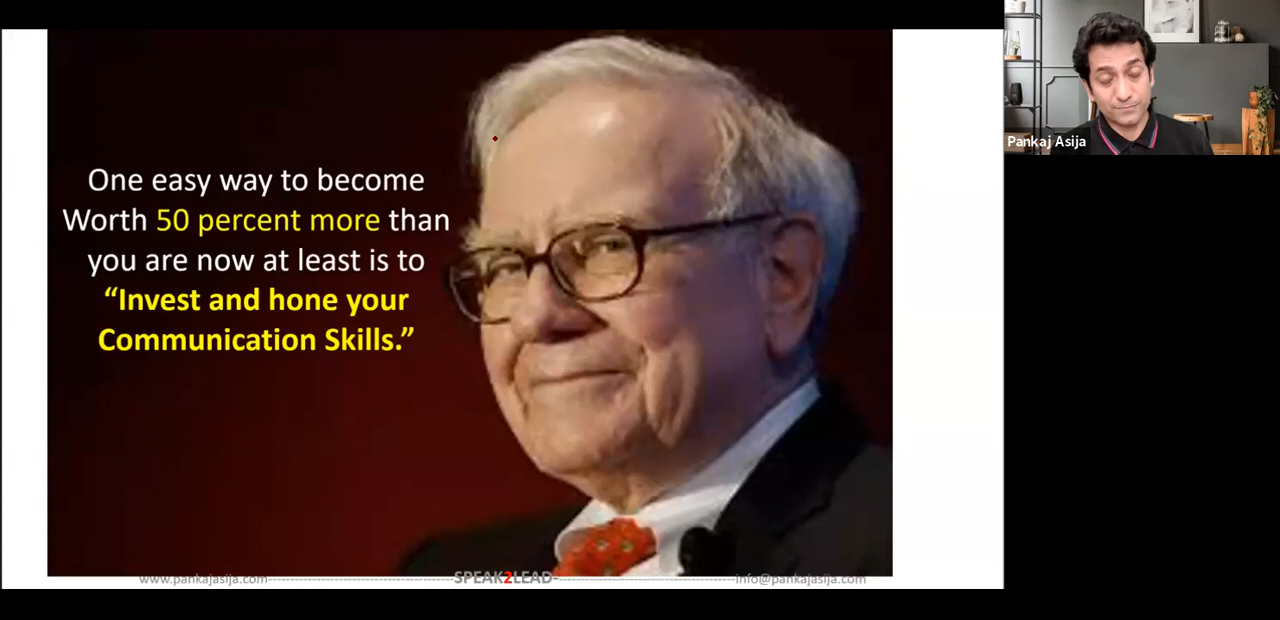 One easy way to become
Worth 50 percent more than
you are now at least is to
“Invest and hone your
Communication Skills.”
www.pankajasija.com-----------------------------------------SPEAK2LEAD-----------------------------------------info@pankajasija.com
Pankaj Asija